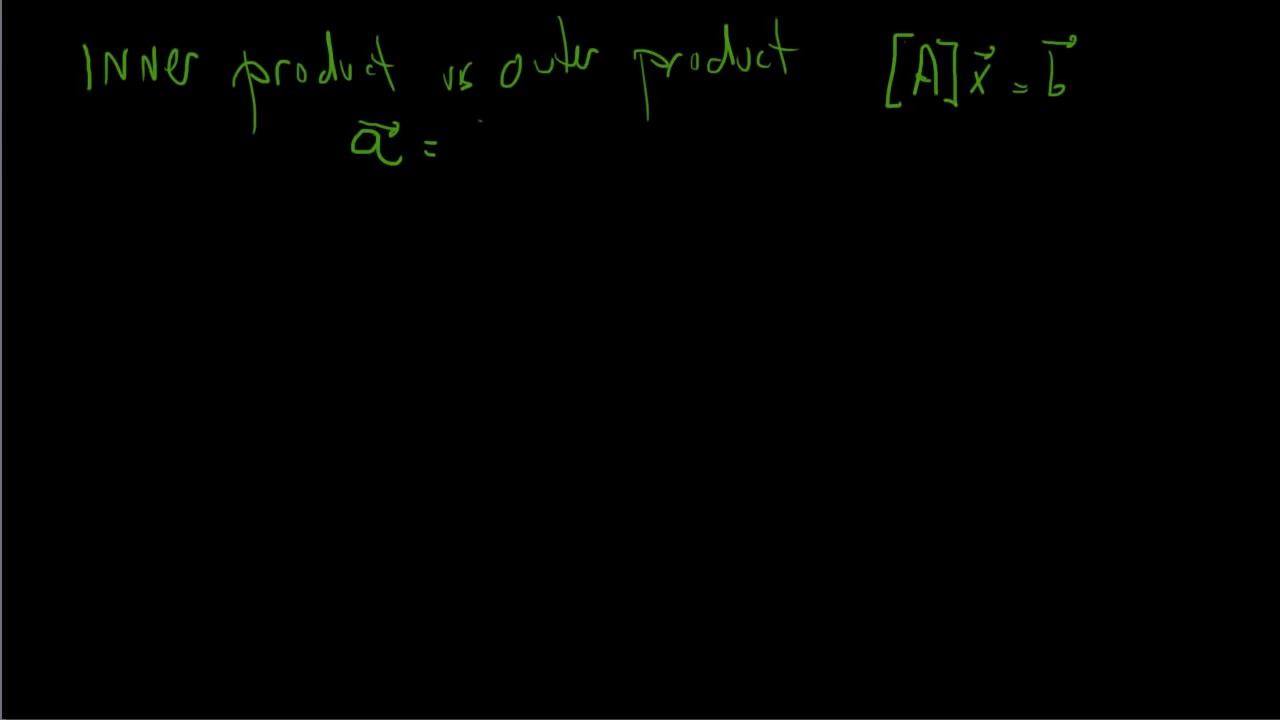 INNer product vs outer product [A]x⃗ = b⃗
a⃗ =